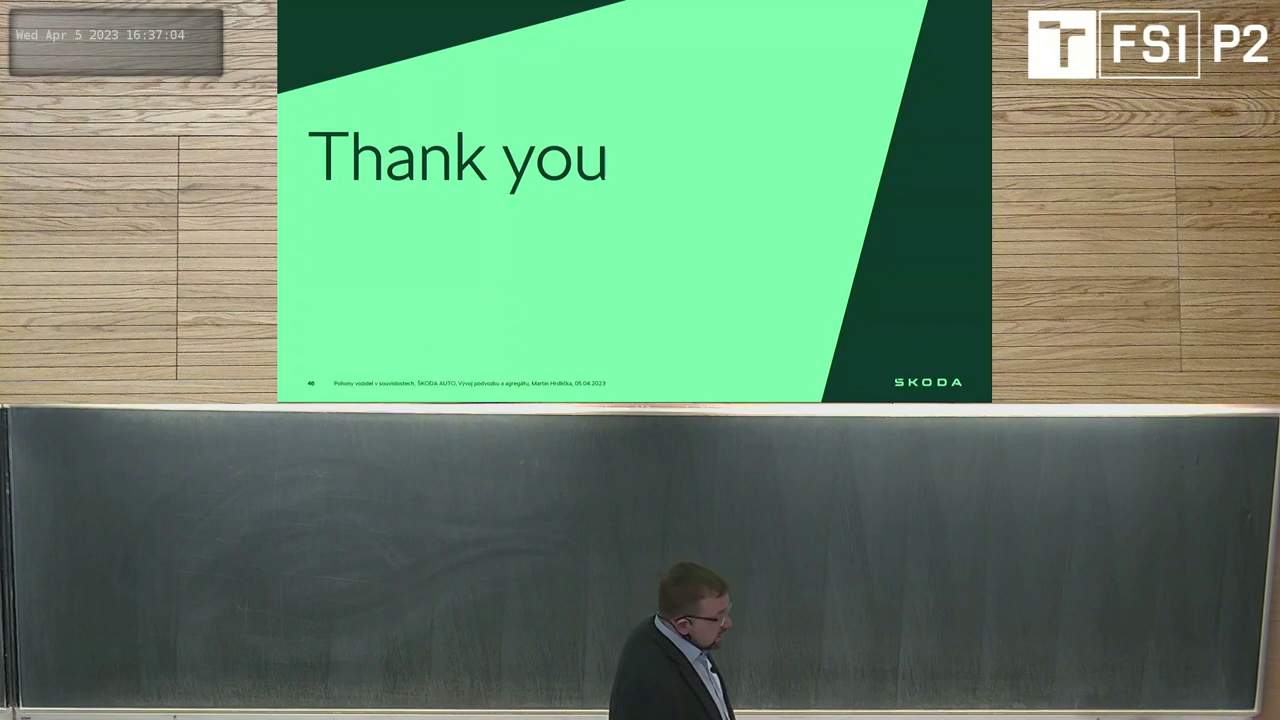 Wed Apr 5 2023 16:37:04
T FSI P2
Thank you
46 Pohony vozidel v souvislostech, ŠKODA AUTO, Vývoj podvozku a agregátu, Martin Hrdlička, 05.04.2023
ŠKODA